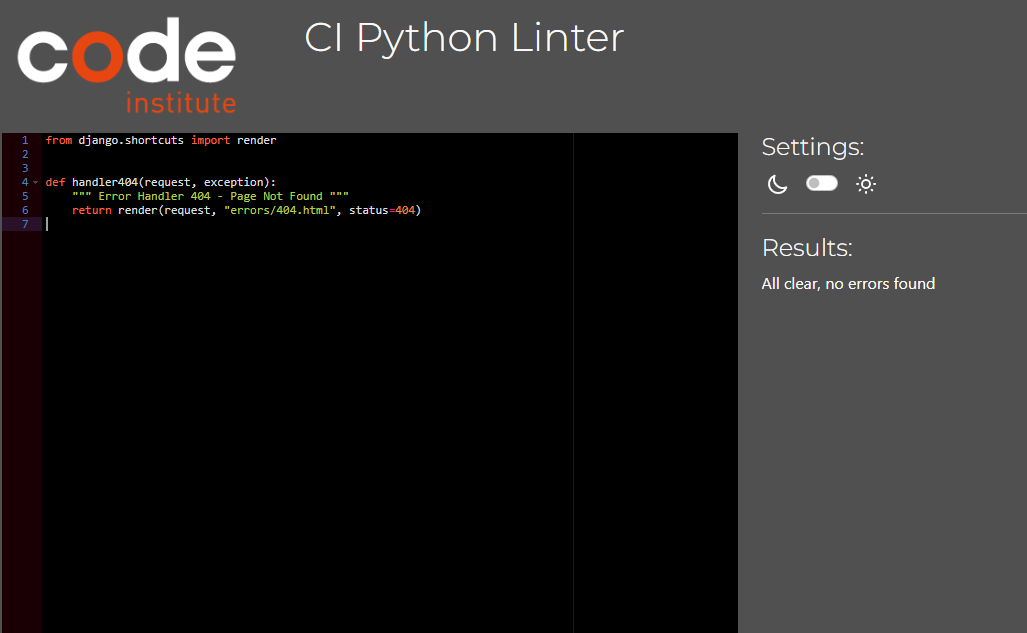 code
institute
CI Python Linter
1 from django.shortcuts import render
2
3
4 def handler404(request, exception):
5     """ Error Handler 404 - Page Not Found """
6     return render(request, "errors/404.html", status=404)
7
Settings:
Results:
All clear, no errors found